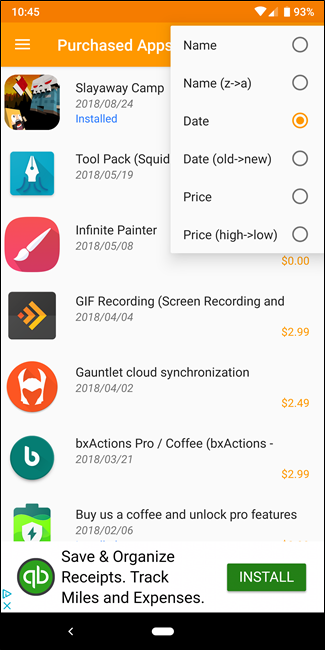 10:45
93%
Purchased Apps
Name
Name (z->a)
Date
Date (old->new)
Price
Price (high->low)
Slayaway Camp
2018/08/24
Installed
Tool Pack (Squid
2018/05/19
Infinite Painter
2018/05/08
$0.00
GIF Recording (Screen Recording and
2018/04/04
$2.99
Gauntlet cloud synchronization
2018/04/02
$2.49
bxActions Pro / Coffee (bxActions -
2018/03/21
$2.99
Buy us a coffee and unlock pro features
2018/02/06
qb
Save & Organize
Receipts. Track
Miles and Expenses.
INSTALL